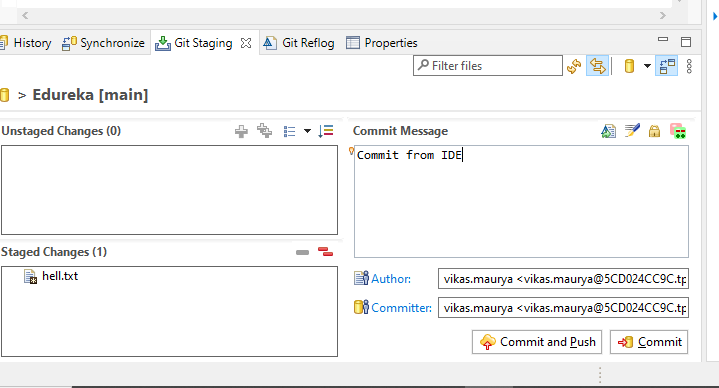 History Synchronize Git Staging Git Reflog Properties
Filter files
> Edureka [main]
Unstaged Changes (0)
Commit Message
Commit from IDE
Staged Changes (1)
hell.txt
Author: vikas.maurya <vikas.maurya@5CD024CC9C.tp
Committer: vikas.maurya <vikas.maurya@5CD024CC9C.tp
Commit and Push Commit